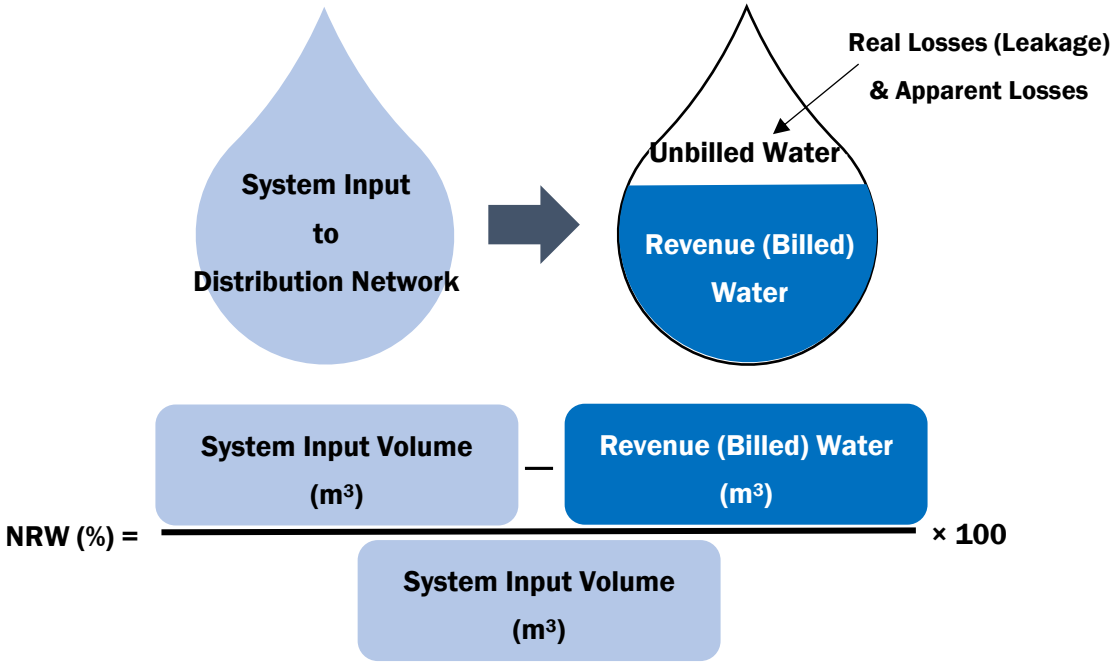 System Input
to
Distribution Network
Real Losses (Leakage)
& Apparent Losses
Unbilled Water
Revenue (Billed)
Water
System Input Volume
(m³)
—
Revenue (Billed) Water
(m³)
NRW (%) =
× 100
System Input Volume
(m³)